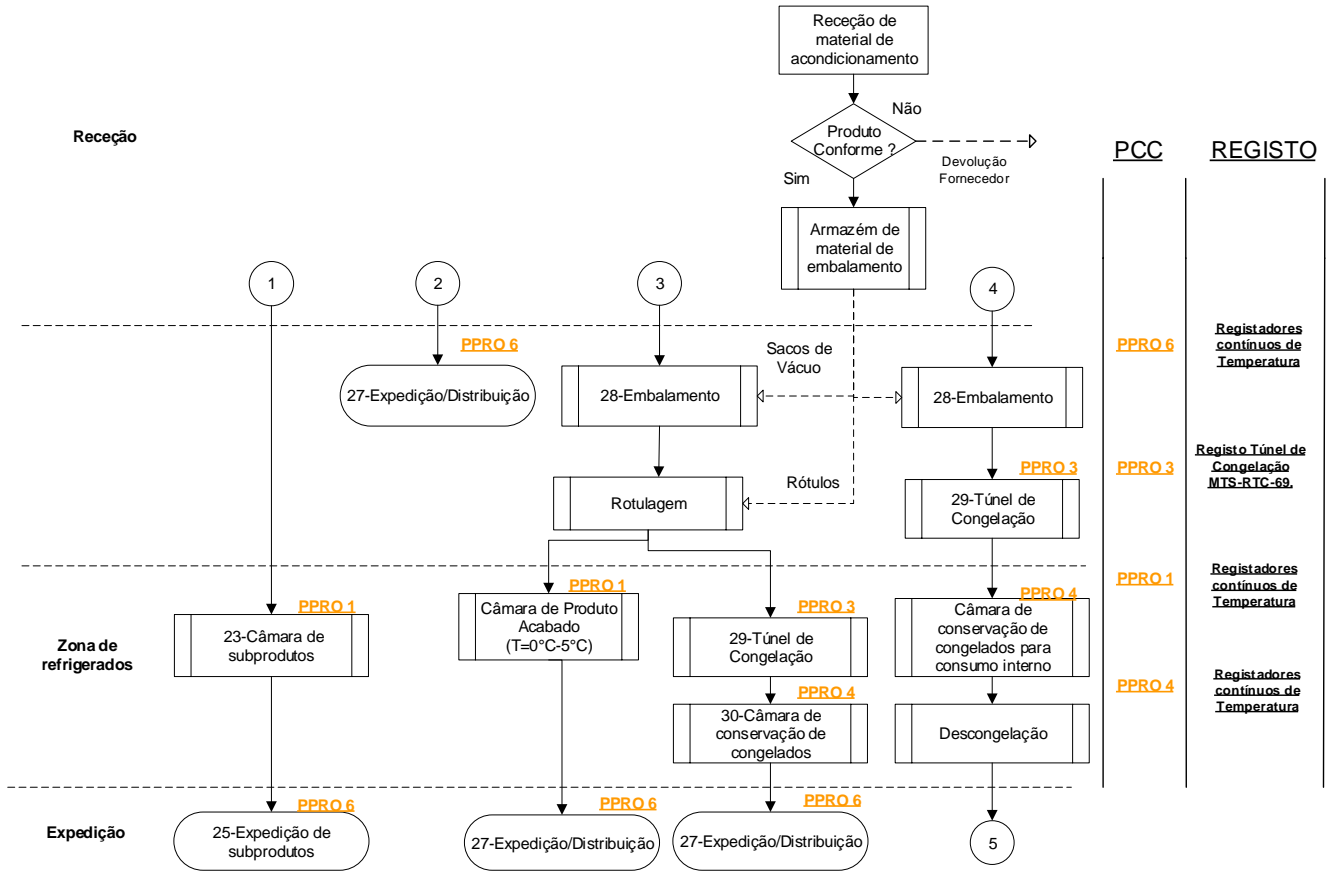 Receção de
material de
acondicionamento
Não
Receção
Produto
Conforme ?
Devolução
Fornecedor
PCC
REGISTO
Sim
Armazém de
material de
embalamento
1
2
3
4
PPRO 6
Sacos de
Vácuo
PPRO 6
Registadores
contínuos de
Temperatura
27-Expedição/Distribuição
28-Embalamento
28-Embalamento
PPRO 3
PPRO 3
Registo Túnel de
Congelação
MTS-RTC-69.
Rótulos
Rotulagem
29-Túnel de
Congelação
PPRO 1
PPRO 1
PPRO 3
PPRO 4
PPRO 1
Registadores
contínuos de
Temperatura
Zona de
refrigerados
23-Câmara de
subprodutos
Câmara de Produto
Acabado
(T=0°C-5°C)
29-Túnel de
Congelação
Câmara de
conservação de
congelados para
consumo interno
PPRO 4
PPRO 4
Registadores
contínuos de
Temperatura
30-Câmara de
conservação de
congelados
Descongelação
PPRO 6
PPRO 6
PPRO 6
Expedição
25-Expedição de
subprodutos
27-Expedição/Distribuição
27-Expedição/Distribuição
5